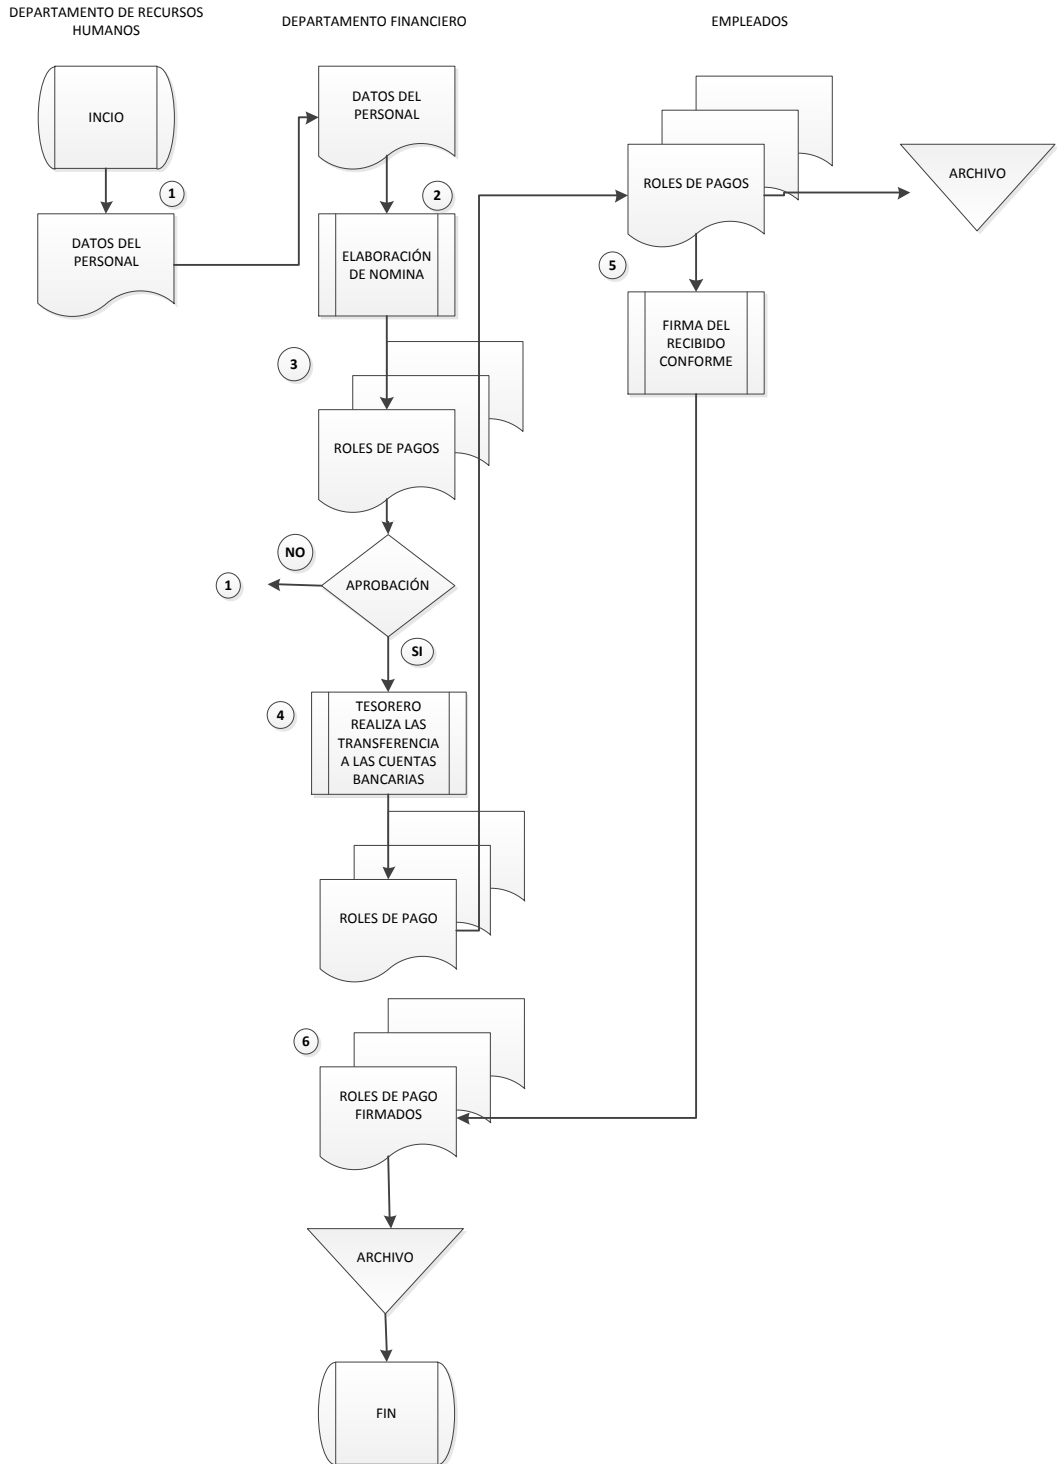 DEPARTAMENTO DE RECURSOS
HUMANOS
DEPARTAMENTO FINANCIERO
EMPLEADOS
INCIO
1
DATOS DEL
PERSONAL
DATOS DEL
PERSONAL
2
ELABORACIÓN
DE NOMINA
3
ROLES DE PAGOS
APROBACIÓN
NO
1
SI
4
TESORERO
REALIZA LAS
TRANSFERENCIA
A LAS CUENTAS
BANCARIAS
ROLES DE PAGO
ROLES DE PAGOS
ARCHIVO
5
FIRMA DEL
RECIBIDO
CONFORME
6
ROLES DE PAGO
FIRMADOS
ARCHIVO
FIN